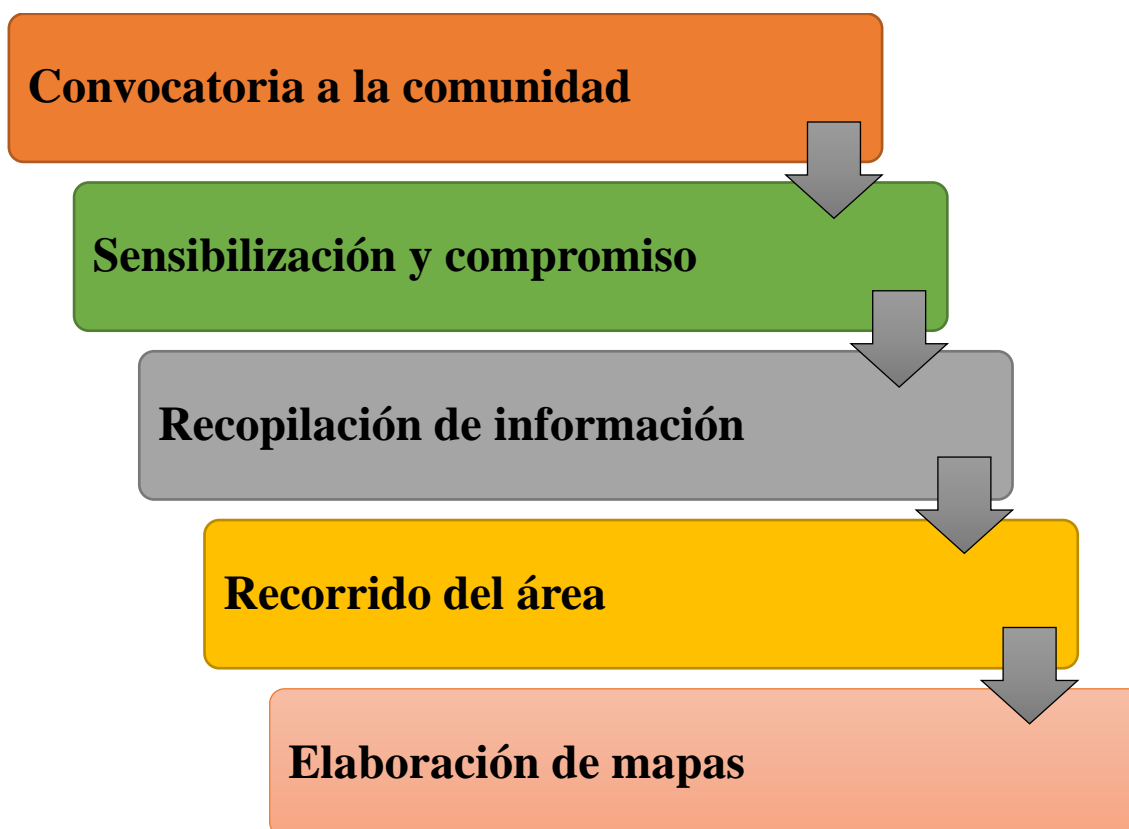 Convocatoria a la comunidad
Sensibilización y compromiso
Recopilación de información
Recorrido del área
Elaboración de mapas